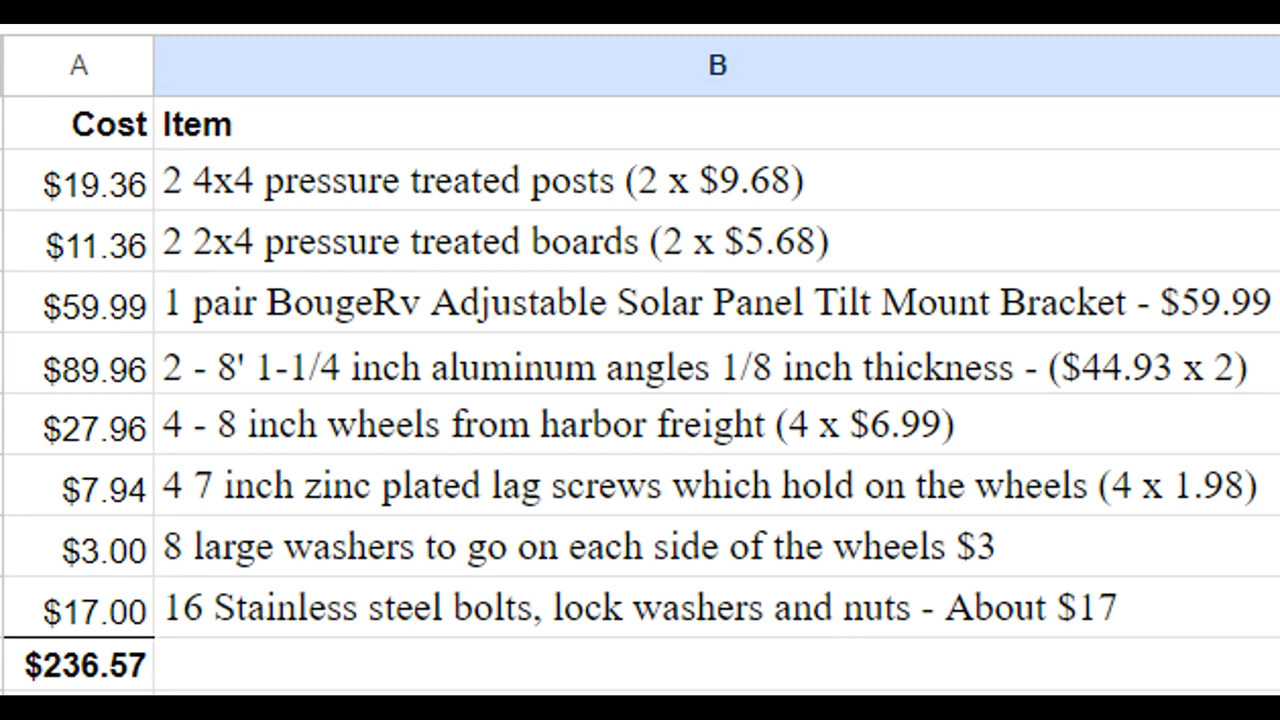 A B
Cost Item
$19.36 2 4x4 pressure treated posts (2 x $9.68)
$11.36 2 2x4 pressure treated boards (2 x $5.68)
$59.99 1 pair BougeRv Adjustable Solar Panel Tilt Mount Bracket - $59.99
$89.96 2 - 8' 1-1/4 inch aluminum angles 1/8 inch thickness - ($44.93 x 2)
$27.96 4 - 8 inch wheels from harbor freight (4 x $6.99)
$7.94 4 7 inch zinc plated lag screws which hold on the wheels (4 x 1.98)
$3.00 8 large washers to go on each side of the wheels $3
$17.00 16 Stainless steel bolts, lock washers and nuts - About $17
$236.57